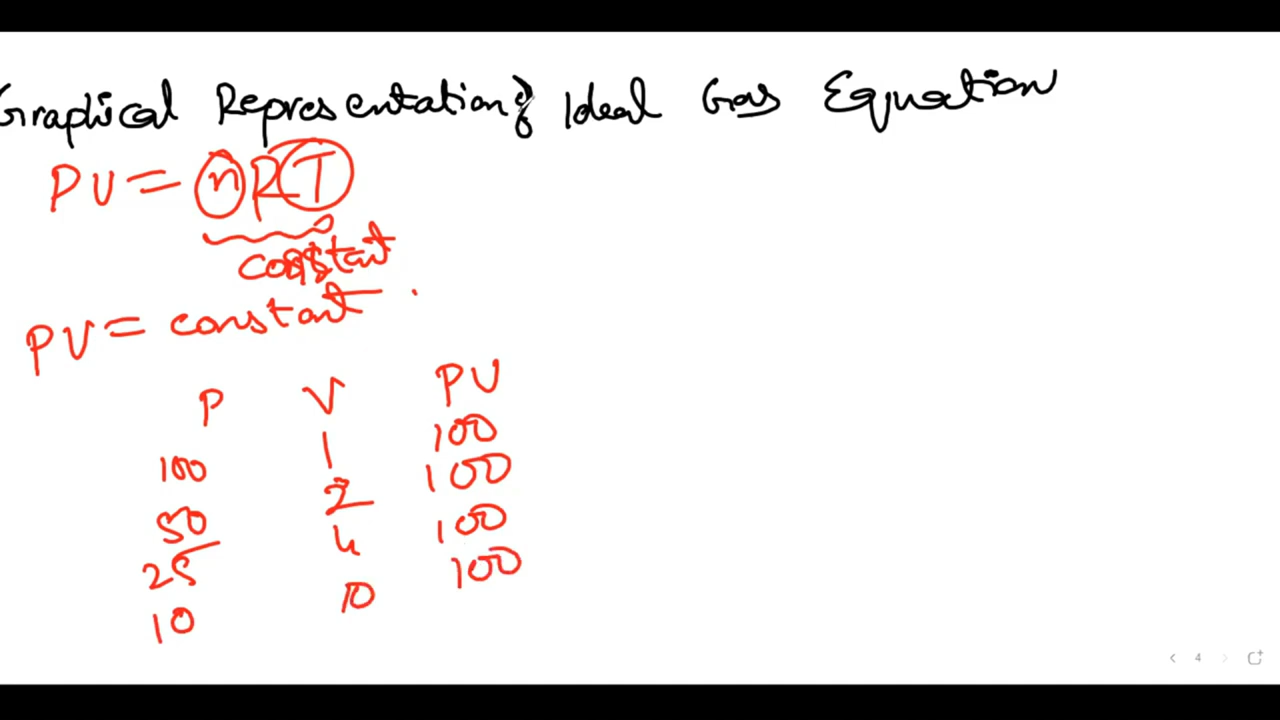 Graphical Representation of Ideal Gas Equation
PV = nRT
constant
PV = constant
P V PV
100 1 100
50 2 100
25 4 100
10 10 100
< 4 >